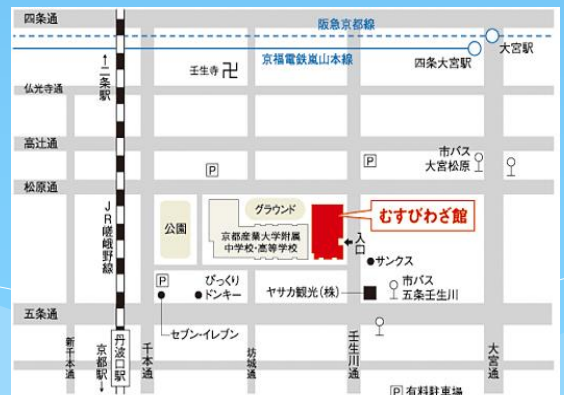 四条通
阪急京都線
大宮駅
京福電鉄嵐山本線
四条大宮駅
←二条駅
壬生寺
仏光寺通
高辻通
P
P
市バス
大宮松原
松原通
JR嵯峨野線
公園
グラウンド
京都産業大学附属
中学校・高等学校
むすびわざ館
←入口
サンクス
P
びっくり
ドンキー
ヤサカ観光(株)
市バス
五条壬生川
五条通
セブン-イレブン
新千本通
京都駅→
丹波口駅
千本通
坊城通
壬生川通
大宮通
P 有料駐車場